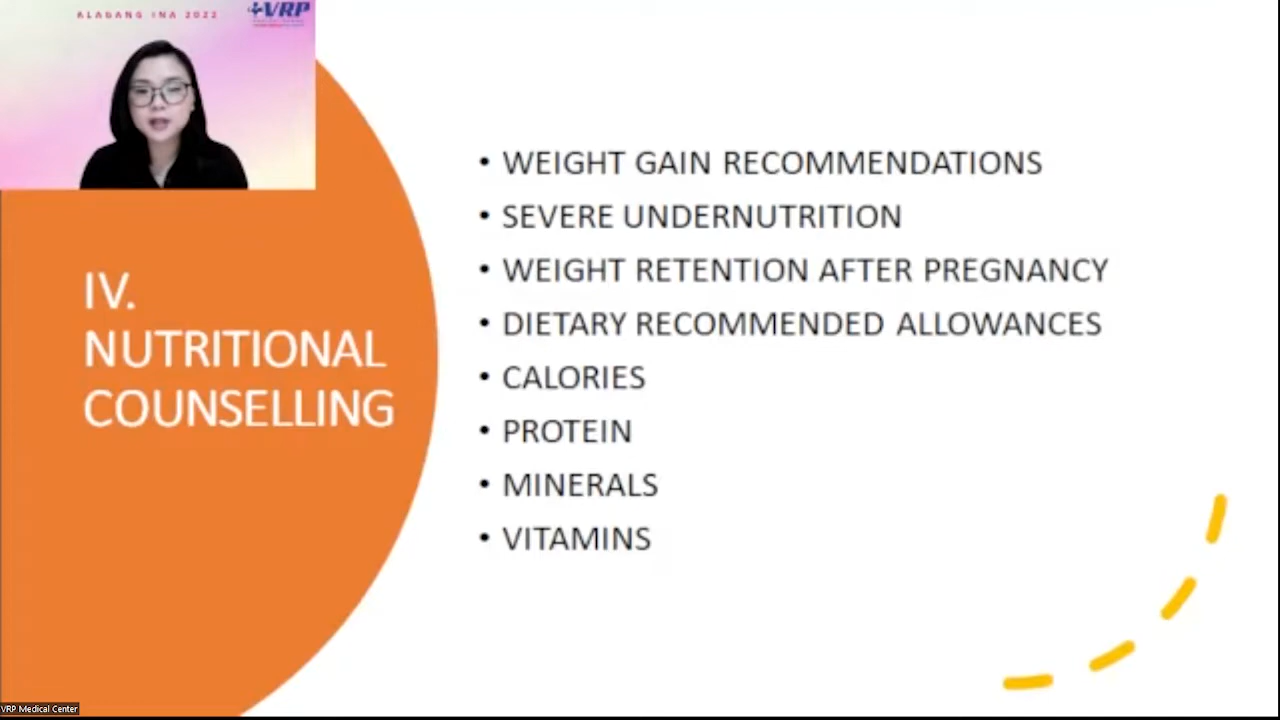 ALAGANG INA 2022
VRP
IV.
NUTRITIONAL
COUNSELLING
• WEIGHT GAIN RECOMMENDATIONS
• SEVERE UNDERNUTRITION
• WEIGHT RETENTION AFTER PREGNANCY
• DIETARY RECOMMENDED ALLOWANCES
• CALORIES
• PROTEIN
• MINERALS
• VITAMINS
VRP Medical Center